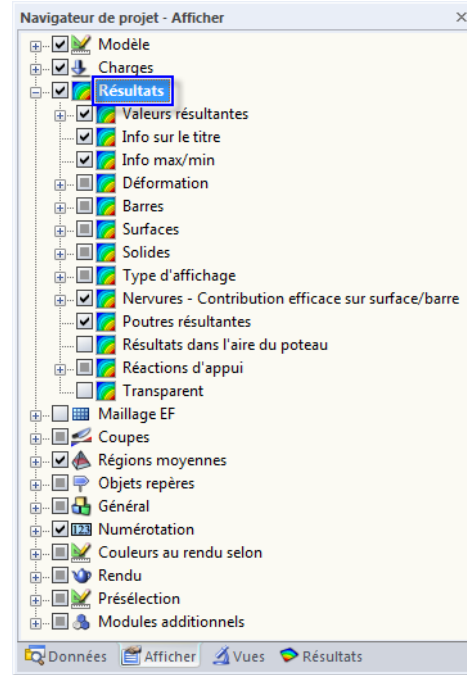 Navigateur de projet - Afficher
Modèle
Charges
Résultats
Valeurs résultantes
Info sur le titre
Info max/min
Déformation
Barres
Surfaces
Solides
Type d'affichage
Nervures - Contribution efficace sur surface/barre
Poutres résultantes
Résultats dans l'aire du poteau
Réactions d'appui
Transparent
Maillage EF
Coupes
Régions moyennes
Objets repères
Général
123 Numérotation
Couleurs au rendu selon
Rendu
Présélection
Modules additionnels
Données Afficher Vues Résultats